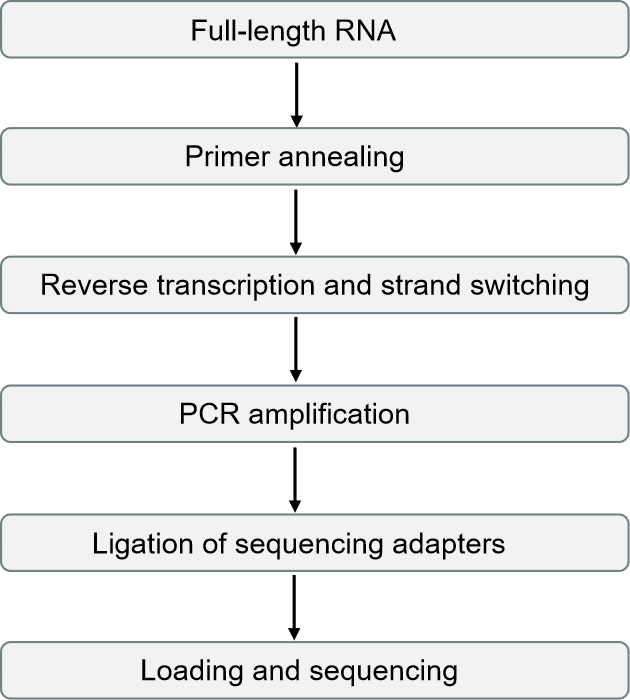 Full-length RNA
Primer annealing
Reverse transcription and strand switching
PCR amplification
Ligation of sequencing adapters
Loading and sequencing